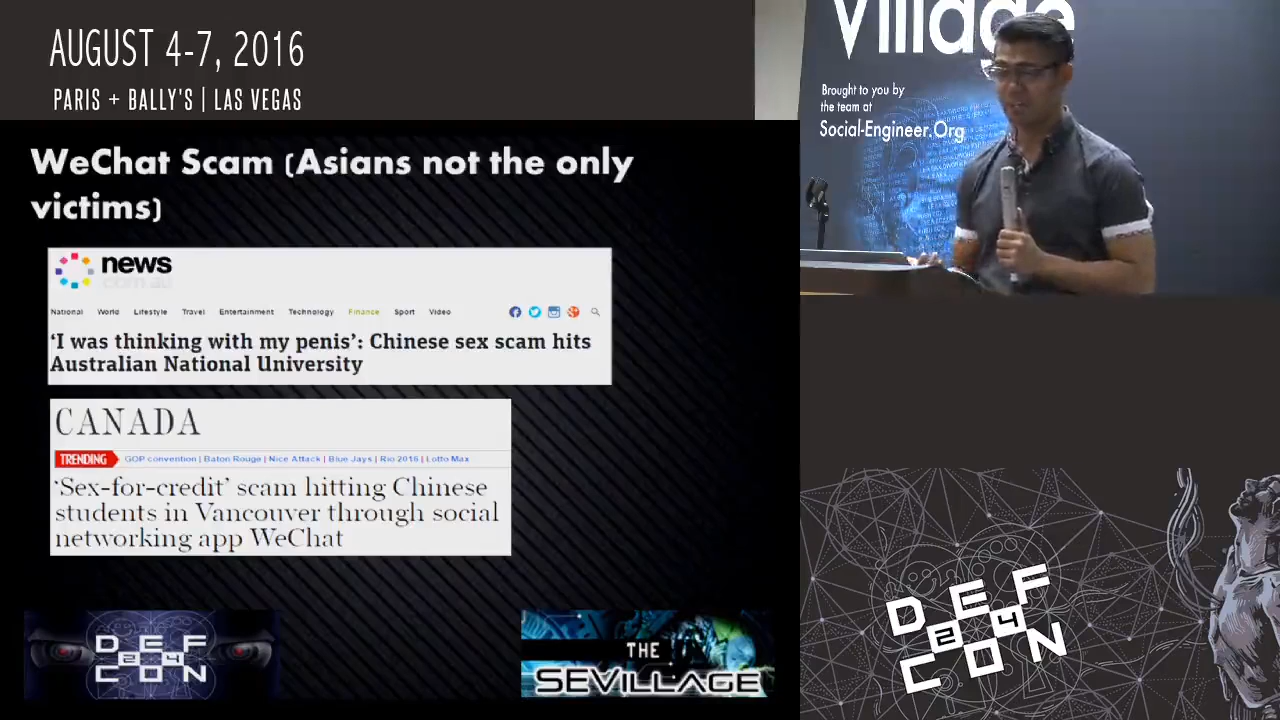 AUGUST 4-7, 2016
PARIS + BALLY'S | LAS VEGAS
WeChat Scam (Asians not the only
victims)
news
com.au
National World Lifestyle Travel Entertainment Technology Finance Sport Video
‘I was thinking with my penis’: Chinese sex scam hits
Australian National University
CANADA
TRENDING GOP convention | Baton Rouge | Nice Attack | Blue Jays | Rio 2016 | Lotto Max
‘Sex-for-credit’ scam hitting Chinese
students in Vancouver through social
networking app WeChat
DEF
24
CON
THE
SEVILLAGE
Village
Brought to you by
the team at
Social-Engineer.Org
DEF
24
CON